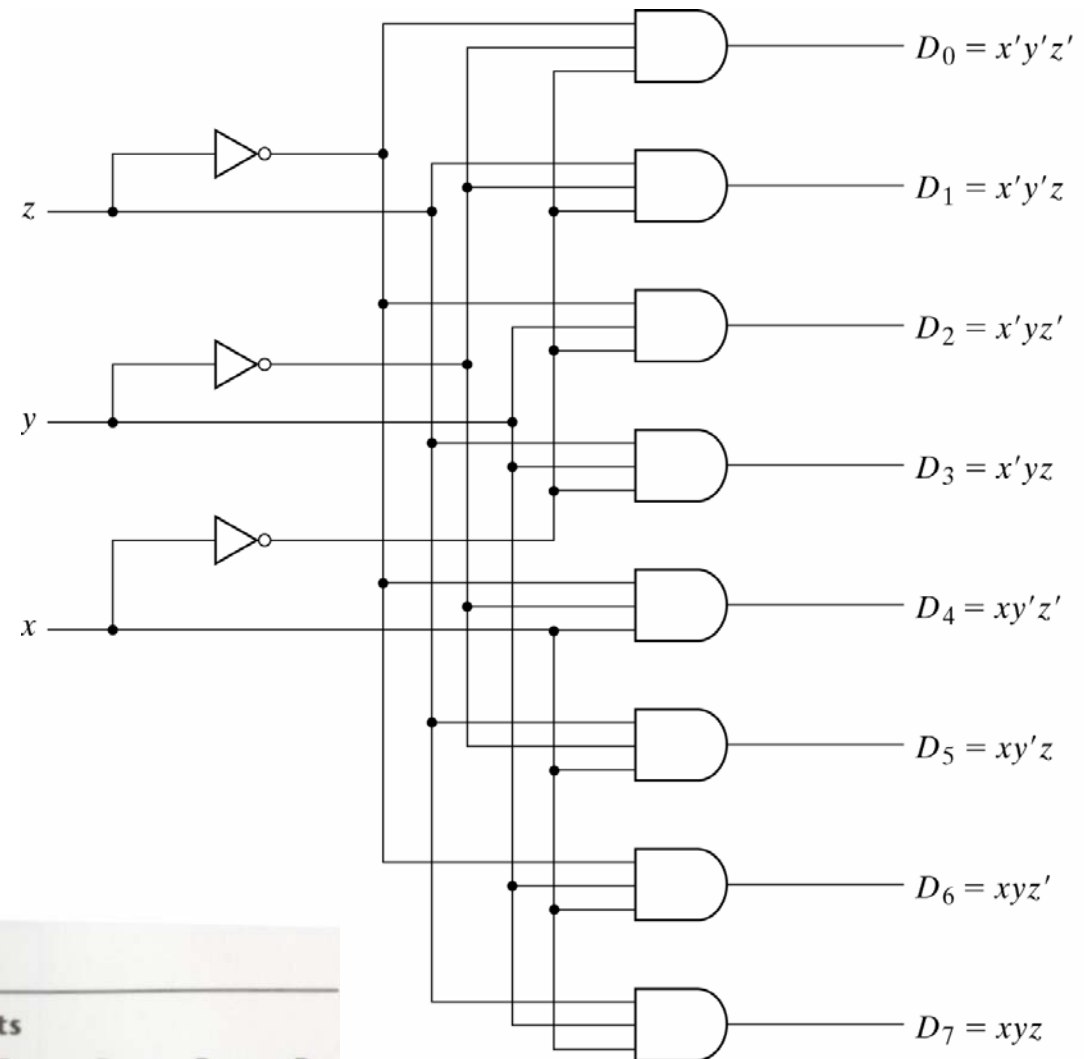 D₀ = x'y'z'
D₁ = x'y'z
z
D₂ = x'yz'
y
D₃ = x'yz
D₄ = xy'z'
x
D₅ = xy'z
D₆ = xyz'
ts
D₇ = xyz